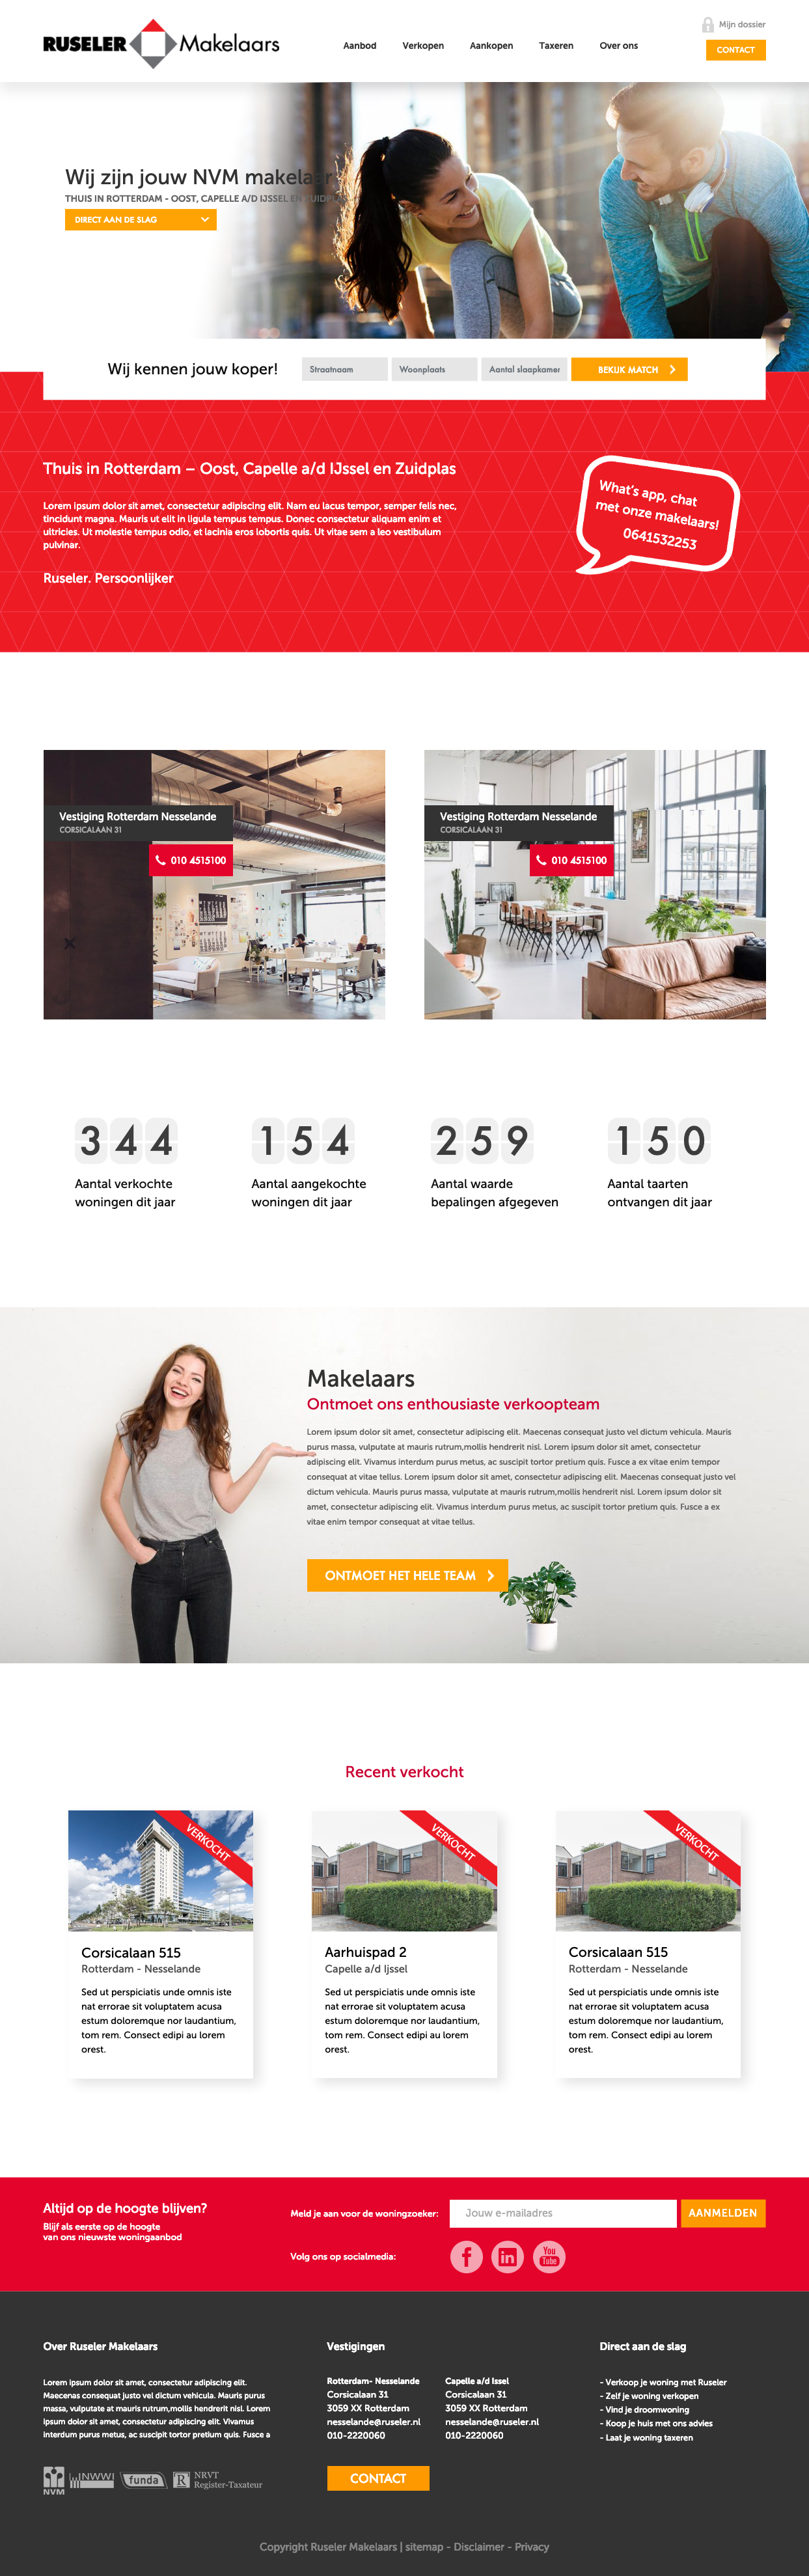 RUSELER Makelaars
Aanbod Verkopen Aankopen Taxeren Over ons
Mijn dossier
CONTACT
Wij zijn jouw NVM makelaar
THUIS IN ROTTERDAM - OOST, CAPELLE A/D IJSSEL EN ZUIDPLAS
DIRECT AAN DE SLAG
Wij kennen jouw koper!
Straatnaam
Woonplaats
Aantal slaapkamer
BEKIJK MATCH
Thuis in Rotterdam – Oost, Capelle a/d IJssel en Zuidplas
Lorem ipsum dolor sit amet, consectetur adipiscing elit. Nam eu lacus tempor, semper felis nec,
tincidunt magna. Mauris ut elit in ligula tempus tempus. Donec consectetur aliquam enim et
ultricies. Ut molestie tempus odio, et lacinia eros lobortis quis. Ut vitae sem a leo vestibulum
pulvinar.
Ruseler. Persoonlijker
What's app, chat
met onze makelaars!
0641532253
Vestiging Rotterdam Nesselande
CORSICALAAN 31
010 4515100
Vestiging Rotterdam Nesselande
CORSICALAAN 31
010 4515100
344
Aantal verkochte
woningen dit jaar
154
Aantal aangekochte
woningen dit jaar
259
Aantal waarde
bepalingen afgegeven
150
Aantal taarten
ontvangen dit jaar
Makelaars
Ontmoet ons enthousiaste verkoopteam
Lorem ipsum dolor sit amet, consectetur adipiscing elit. Maecenas consequat justo vel dictum vehicula. Mauris
purus massa, vulputate at mauris rutrum,mollis hendrerit nisl. Lorem ipsum dolor sit amet, consectetur
adipiscing elit. Vivamus interdum purus metus, ac suscipit tortor pretium quis. Fusce a ex vitae enim tempor
consequat at vitae tellus. Lorem ipsum dolor sit amet, consectetur adipiscing elit. Maecenas consequat justo vel
dictum vehicula. Mauris purus massa, vulputate at mauris rutrum,mollis hendrerit nisl. Lorem ipsum dolor sit
amet, consectetur adipiscing elit. Vivamus interdum purus metus, ac suscipit tortor pretium quis. Fusce a ex
vitae enim tempor consequat at vitae tellus.
ONTMOET HET HELE TEAM
Recent verkocht
VERKOCHT
Corsicalaan 515
Rotterdam - Nesselande
Sed ut perspiciatis unde omnis iste
nat errorae sit voluptatem acusa
estum doloremque nor laudantium,
tom rem. Consect edipi au lorem
orest.
VERKOCHT
Aarhuispad 2
Capelle a/d Ijssel
Sed ut perspiciatis unde omnis iste
nat errorae sit voluptatem acusa
estum doloremque nor laudantium,
tom rem. Consect edipi au lorem
orest.
VERKOCHT
Corsicalaan 515
Rotterdam - Nesselande
Sed ut perspiciatis unde omnis iste
nat errorae sit voluptatem acusa
estum doloremque nor laudantium,
tom rem. Consect edipi au lorem
orest.
Altijd op de hoogte blijven?
Blijf als eerste op de hoogte
van ons nieuwste woningaanbod
Meld je aan voor de woningzoeker:
Jouw e-mailadres
AANMELDEN
Volg ons op socialmedia:
f in You Tube
Over Ruseler Makelaars
Lorem ipsum dolor sit amet, consectetur adipiscing elit.
Maecenas consequat justo vel dictum vehicula. Mauris purus
massa, vulputate at mauris rutrum,mollis hendrerit nisl. Lorem
ipsum dolor sit amet, consectetur adipiscing elit. Vivamus
interdum purus metus, ac suscipit tortor pretium quis. Fusce a
NVM
NWWI
funda
R NRVT
Register-Taxateur
Vestigingen
Rotterdam- Nesselande
Corsicalaan 31
3059 XX Rotterdam
nesselande@ruseler.nl
010-2220060
Capelle a/d Issel
Corsicalaan 31
3059 XX Rotterdam
nesselande@ruseler.nl
010-2220060
CONTACT
Direct aan de slag
- Verkoop je woning met Ruseler
- Zelf je woning verkopen
- Vind je droomwoning
- Koop je huis met ons advies
- Laat je woning taxeren
Copyright Ruseler Makelaars | sitemap - Disclaimer - Privacy